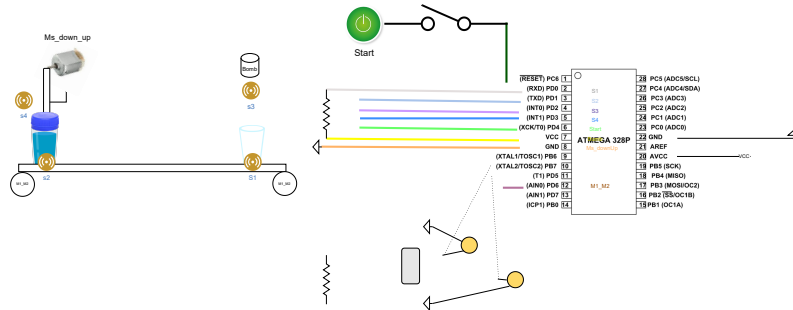 Ms_down_up
Bomb
s3
s4
s2
S1
M1_M2
M1_M2
Start
(RESET) PC6 1
(RXD) PD0 2
(TXD) PD1 3
(INT0) PD2 4
(INT1) PD3 5
(XCK/T0) PD4 6
VCC 7
GND 8
(XTAL1/TOSC1) PB6 9
(XTAL2/TOSC2) PB7 10
(T1) PD5 11
(AIN0) PD6 12
(AIN1) PD7 13
(ICP1) PB0 14
S1
S2
S3
S4
Start
ATMEGA 328P
Ms_downUp
M1_M2
28 PC5 (ADC5/SCL)
27 PC4 (ADC4/SDA)
26 PC3 (ADC3)
25 PC2 (ADC2)
24 PC1 (ADC1)
23 PC0 (ADC0)
22 GND
21 AREF
20 AVCC
VCC-
19 PB5 (SCK)
18 PB4 (MISO)
17 PB3 (MOSI/OC2)
16 PB2 (SS/OC1B)
15 PB1 (OC1A)